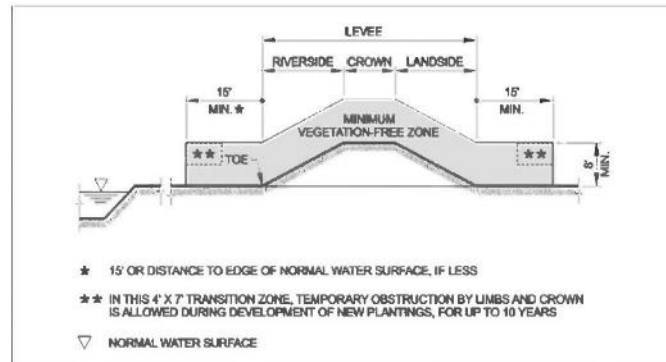 LEVEE
RIVERSIDE CROWN LANDSIDE
15'
MIN. ★
15'
MIN.
MINIMUM
VEGETATION-FREE ZONE
★★
★★
TOE
8'
MIN.
★ 15' OR DISTANCE TO EDGE OF NORMAL WATER SURFACE, IF LESS
★★ IN THIS 4' X 7' TRANSITION ZONE, TEMPORARY OBSTRUCTION BY LIMBS AND CROWN
IS ALLOWED DURING DEVELOPMENT OF NEW PLANTINGS, FOR UP TO 10 YEARS
▽ NORMAL WATER SURFACE